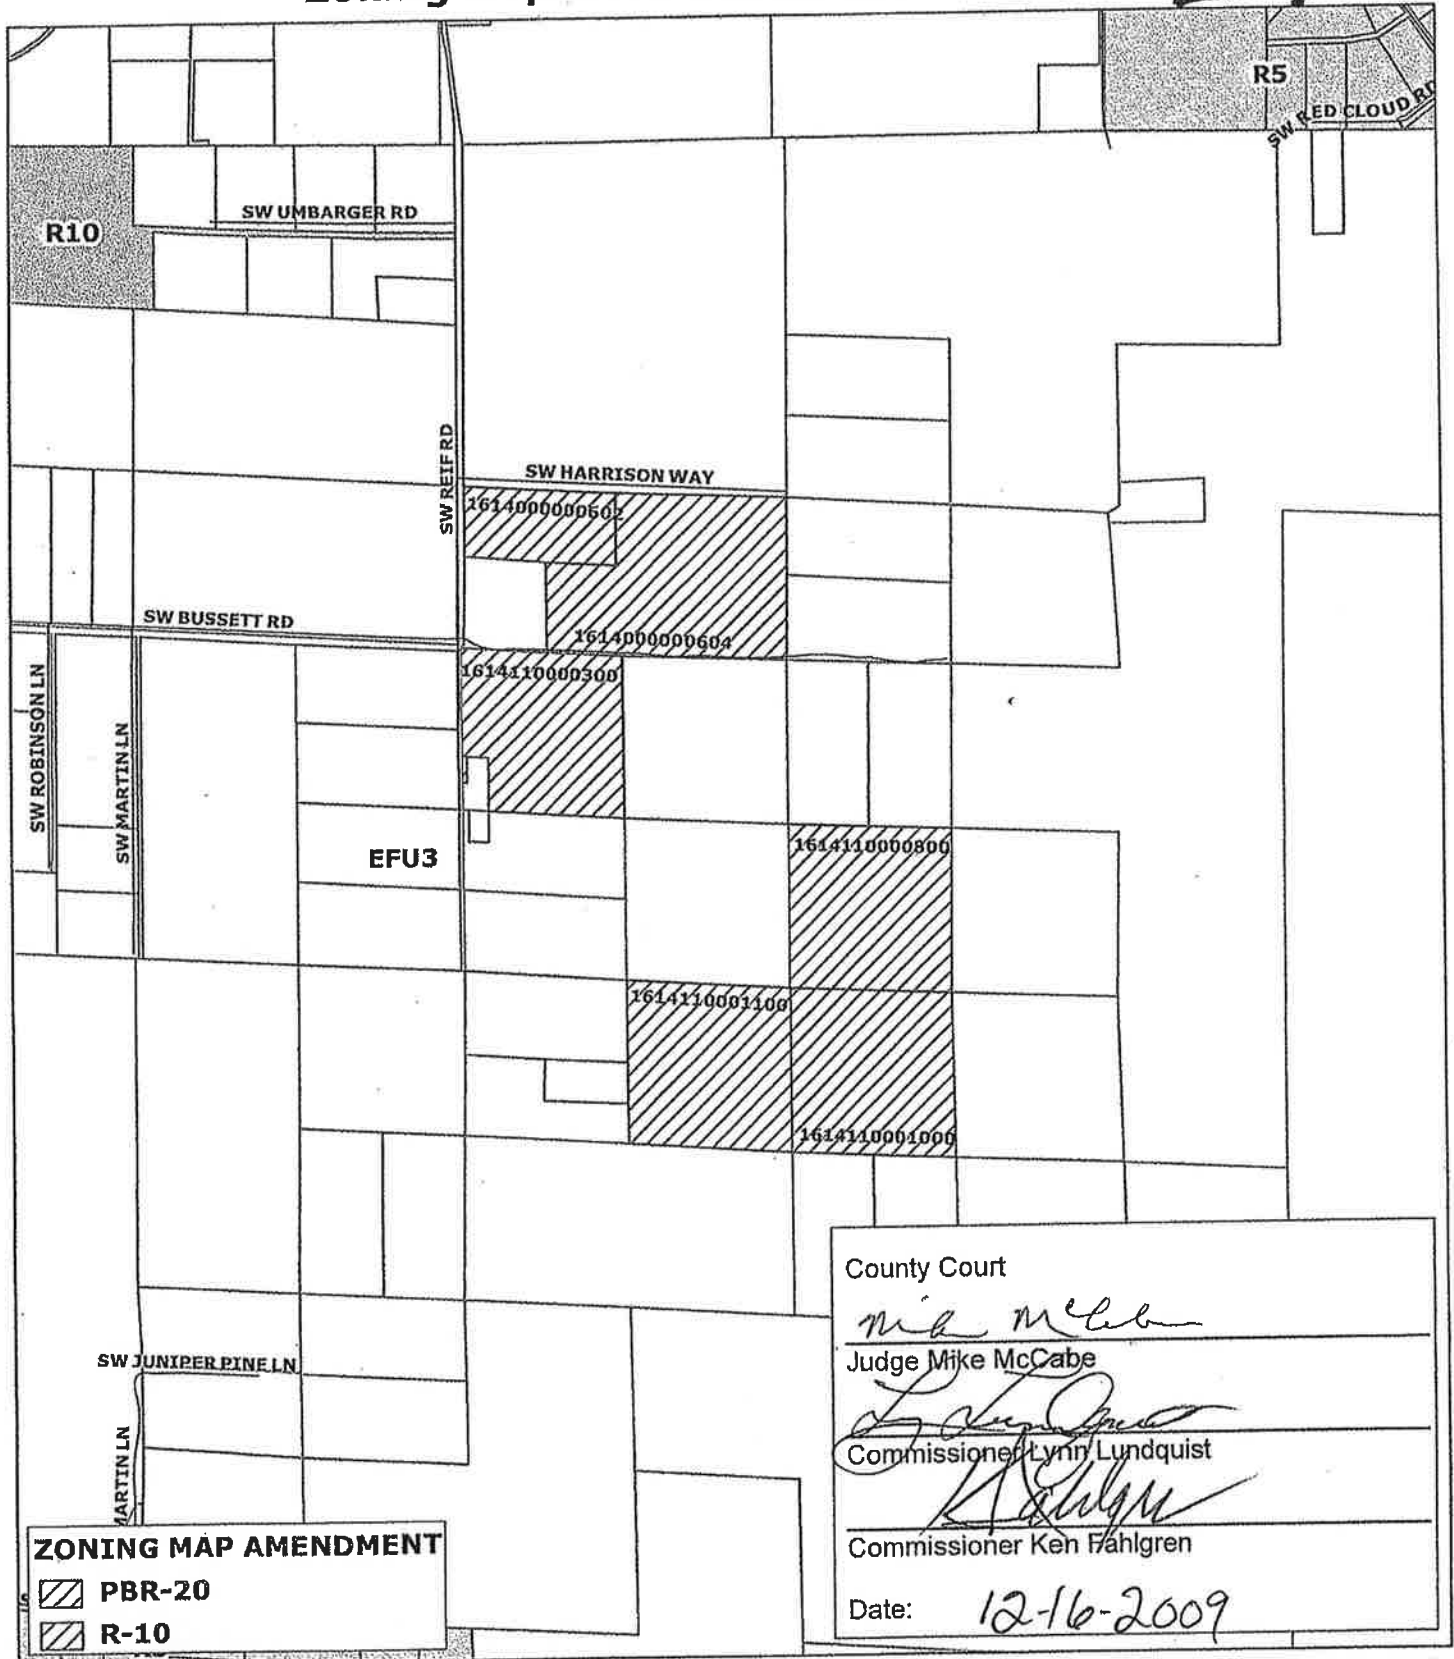 R5
SW RED CLOUD RD
R10
SW UMBARGER RD
SW REIF RD
SW HARRISON WAY
1614000000602
SW BUSSETT RD
1614000000604
1614110000300
SW ROBINSON LN
SW MARTIN LN
EFU3
1614110000800
1614110001100
1614110001000
County Court
Mike McCabe
Judge Mike McCabe
Commissioner Lynn Lundquist
Commissioner Ken Fahlgren
Date: 12-16-2009
SW JUNIPER PINE LN
MARTIN LN
ZONING MAP AMENDMENT
PBR-20
R-10